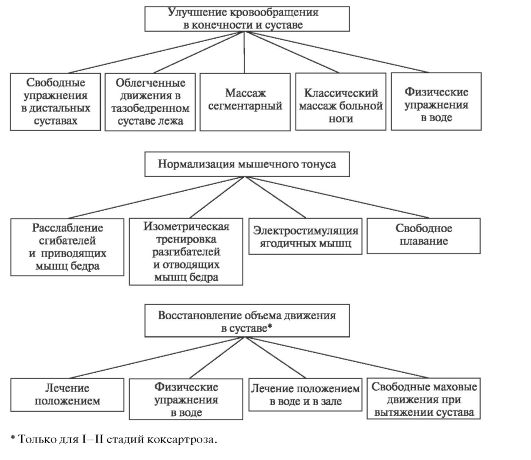 Улучшение кровообращения
в конечности и суставе
Свободные
упражнения
в дистальных
суставах
Облегченные
движения в
тазобедренном
суставе лежа
Массаж
сегментарный
Классический
массаж больной
ноги
Физические
упражнения
в воде
Нормализация мышечного тонуса
Расслабление
сгибателей
и приводящих
мышц бедра
Изометрическая
тренировка
разгибателей
и отводящих
мышц бедра
Электростимуляция
ягодичных мышц
Свободное
плавание
Восстановление объема движения
в суставе*
Лечение
положением
Физические
упражнения
в воде
Лечение положением
в воде и в зале
Свободные маховые
движения при
вытяжении сустава
* Только для I—II стадий коксартроза.